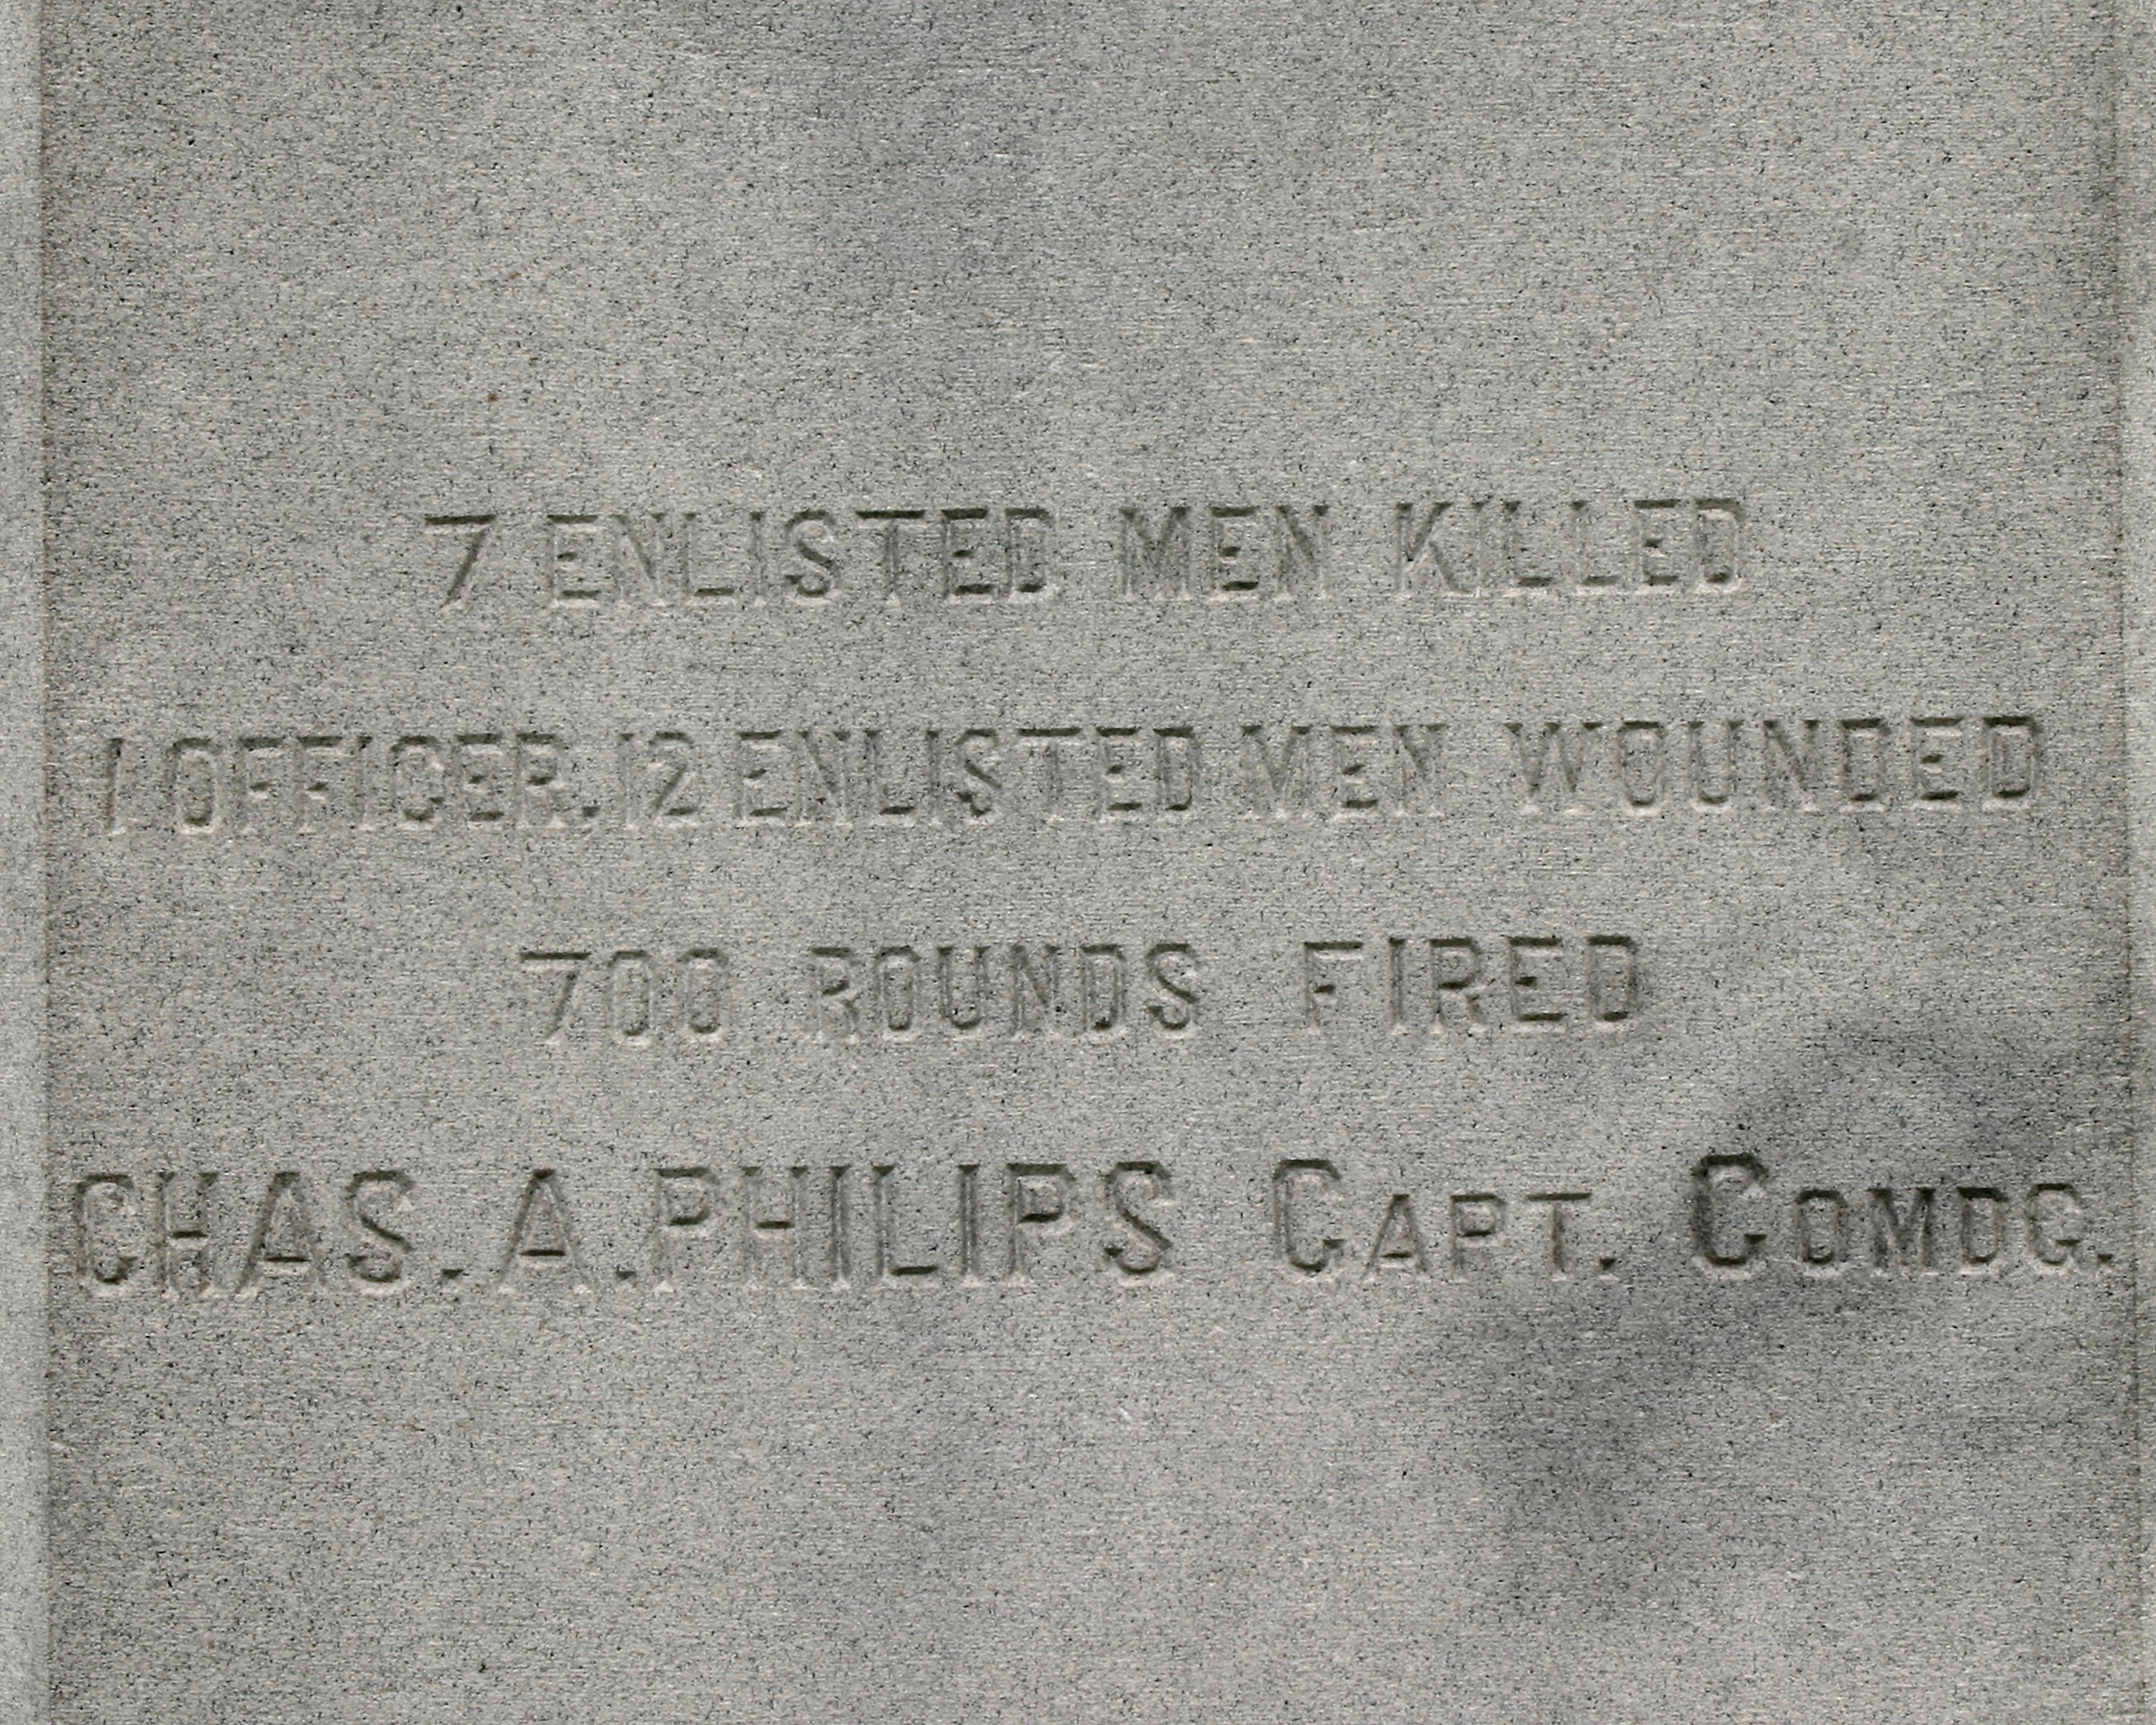 7 ENLISTED MEN KILLED
1 OFFICER, 12 ENLISTED MEN WOUNDED
700 ROUNDS FIRED
CHAS. A. PHILIPS CAPT. COMDG.